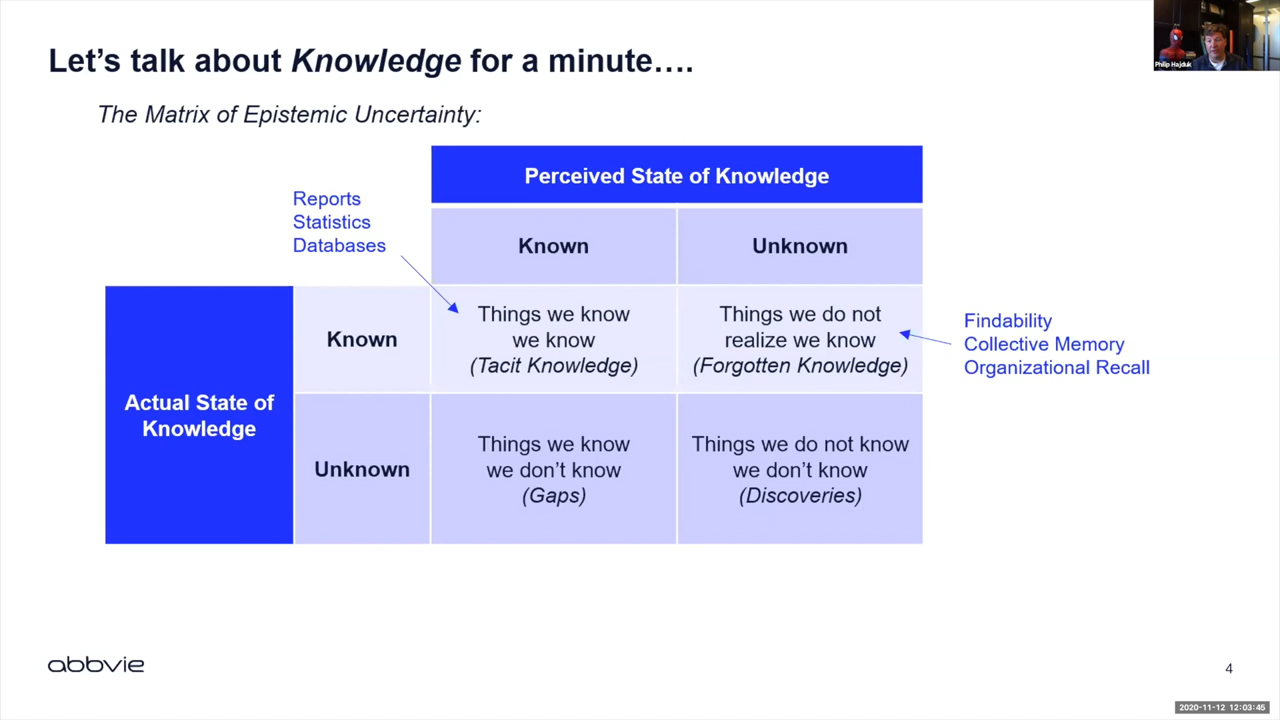 Let's talk about Knowledge for a minute….
Philip Hajduk
The Matrix of Epistemic Uncertainty:
Perceived State of Knowledge
Reports
Statistics
Databases
Known
Unknown
Actual State of
Knowledge
Known
Things we know
we know
(Tacit Knowledge)
Things we do not
realize we know
(Forgotten Knowledge)
Findability
Collective Memory
Organizational Recall
Unknown
Things we know
we don't know
(Gaps)
Things we do not know
we don't know
(Discoveries)
abbvie
4
2020-11-12 12:03:45